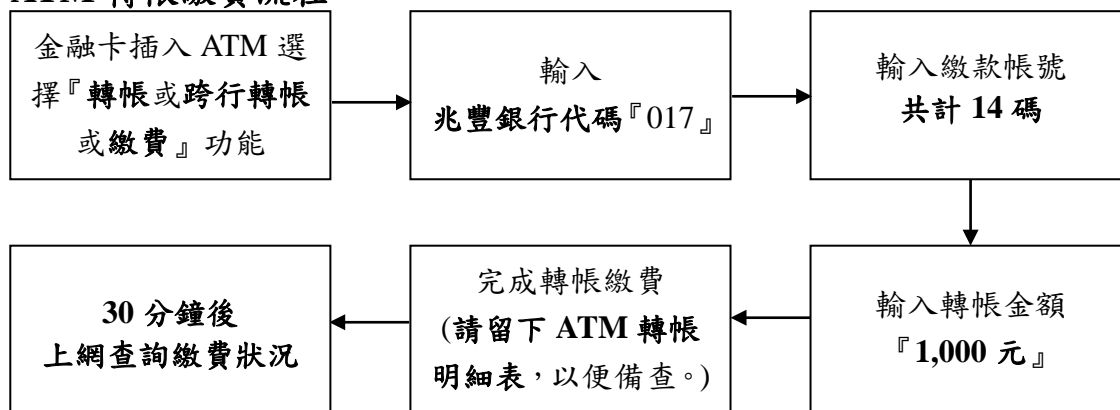 ATM 轉帳繳費流程
金融卡插入 ATM 選
擇『轉帳或跨行轉帳
或繳費』功能
輸入
兆豐銀行代碼『017』
輸入繳款帳號
共計 14 碼
輸入轉帳金額
『1,000 元』
完成轉帳繳費
(請留下 ATM 轉帳
明細表，以便備查。)
30 分鐘後
上網查詢繳費狀況